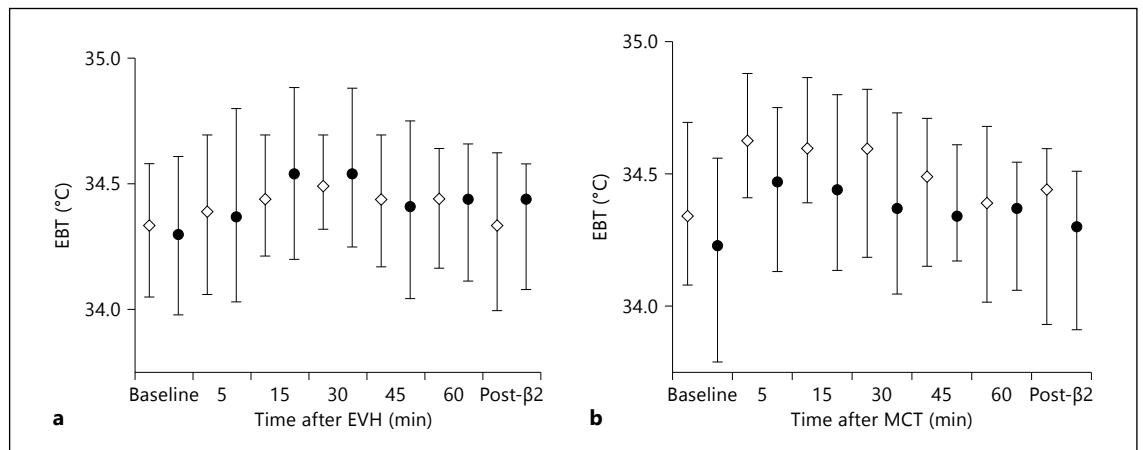 35.0
34.5
34.0
EBT (°C)
Baseline 5 15 30 45 60 Post-β2
Time after EVH (min)
a
35.0
34.5
34.0
EBT (°C)
Baseline 5 15 30 45 60 Post-β2
Time after MCT (min)
b